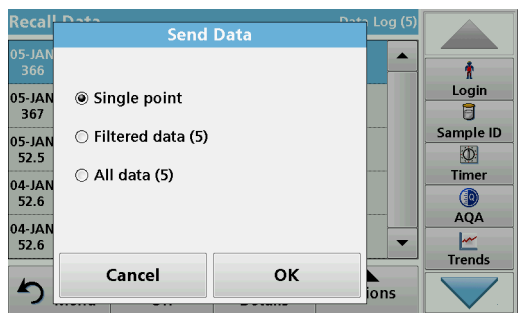 Recall Data
Data Log (5)
Send Data
05-JAN
366
05-JAN
367
05-JAN
52.5
04-JAN
52.6
04-JAN
52.6
Single point
Filtered data (5)
All data (5)
Cancel
OK
Login
Sample ID
Timer
AQA
Trends